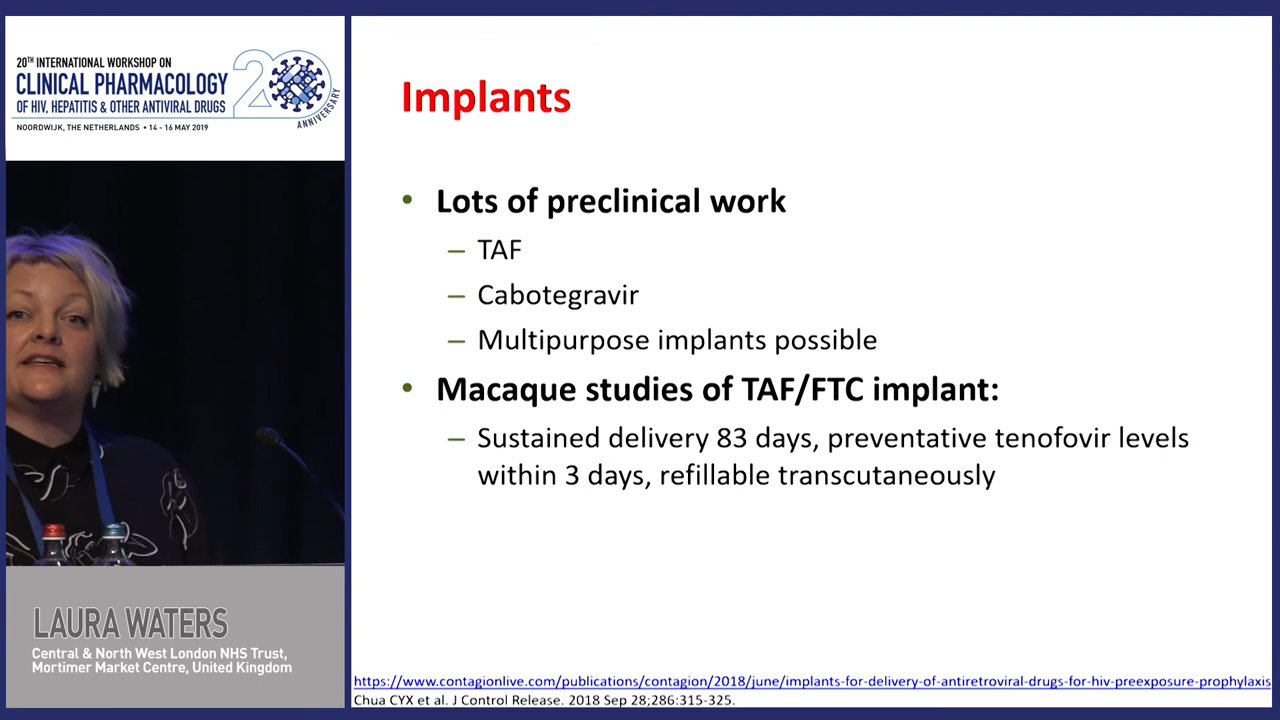 20TH INTERNATIONAL WORKSHOP ON
CLINICAL PHARMACOLOGY
OF HIV, HEPATITIS & OTHER ANTIVIRAL DRUGS
NOORDWIJK, THE NETHERLANDS • 14 - 16 MAY 2019
20
ANNIVERSARY
LAURA WATERS
Central & North West London NHS Trust,
Mortimer Market Centre, United Kingdom
Implants
• Lots of preclinical work
– TAF
– Cabotegravir
– Multipurpose implants possible
• Macaque studies of TAF/FTC implant:
– Sustained delivery 83 days, preventative tenofovir levels
within 3 days, refillable transcutaneously
https://www.contagionlive.com/publications/contagion/2018/june/implants-for-delivery-of-antiretroviral-drugs-for-hiv-preexposure-prophylaxis
Chua CYX et al. J Control Release. 2018 Sep 28;286:315-325.